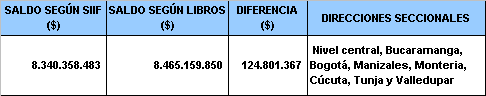 SALDO SEGÚN SIIF ($)
SALDO SEGÚN LIBROS ($)
DIFERENCIA ($)
DIRECCIONES SECCIONALES
8.340.358.483
8.465.159.850
124.801.367
Nivel central, Bucaramanga,
Bogotá, Manizales, Monteria,
Cúcuta, Tunja y Valledupar